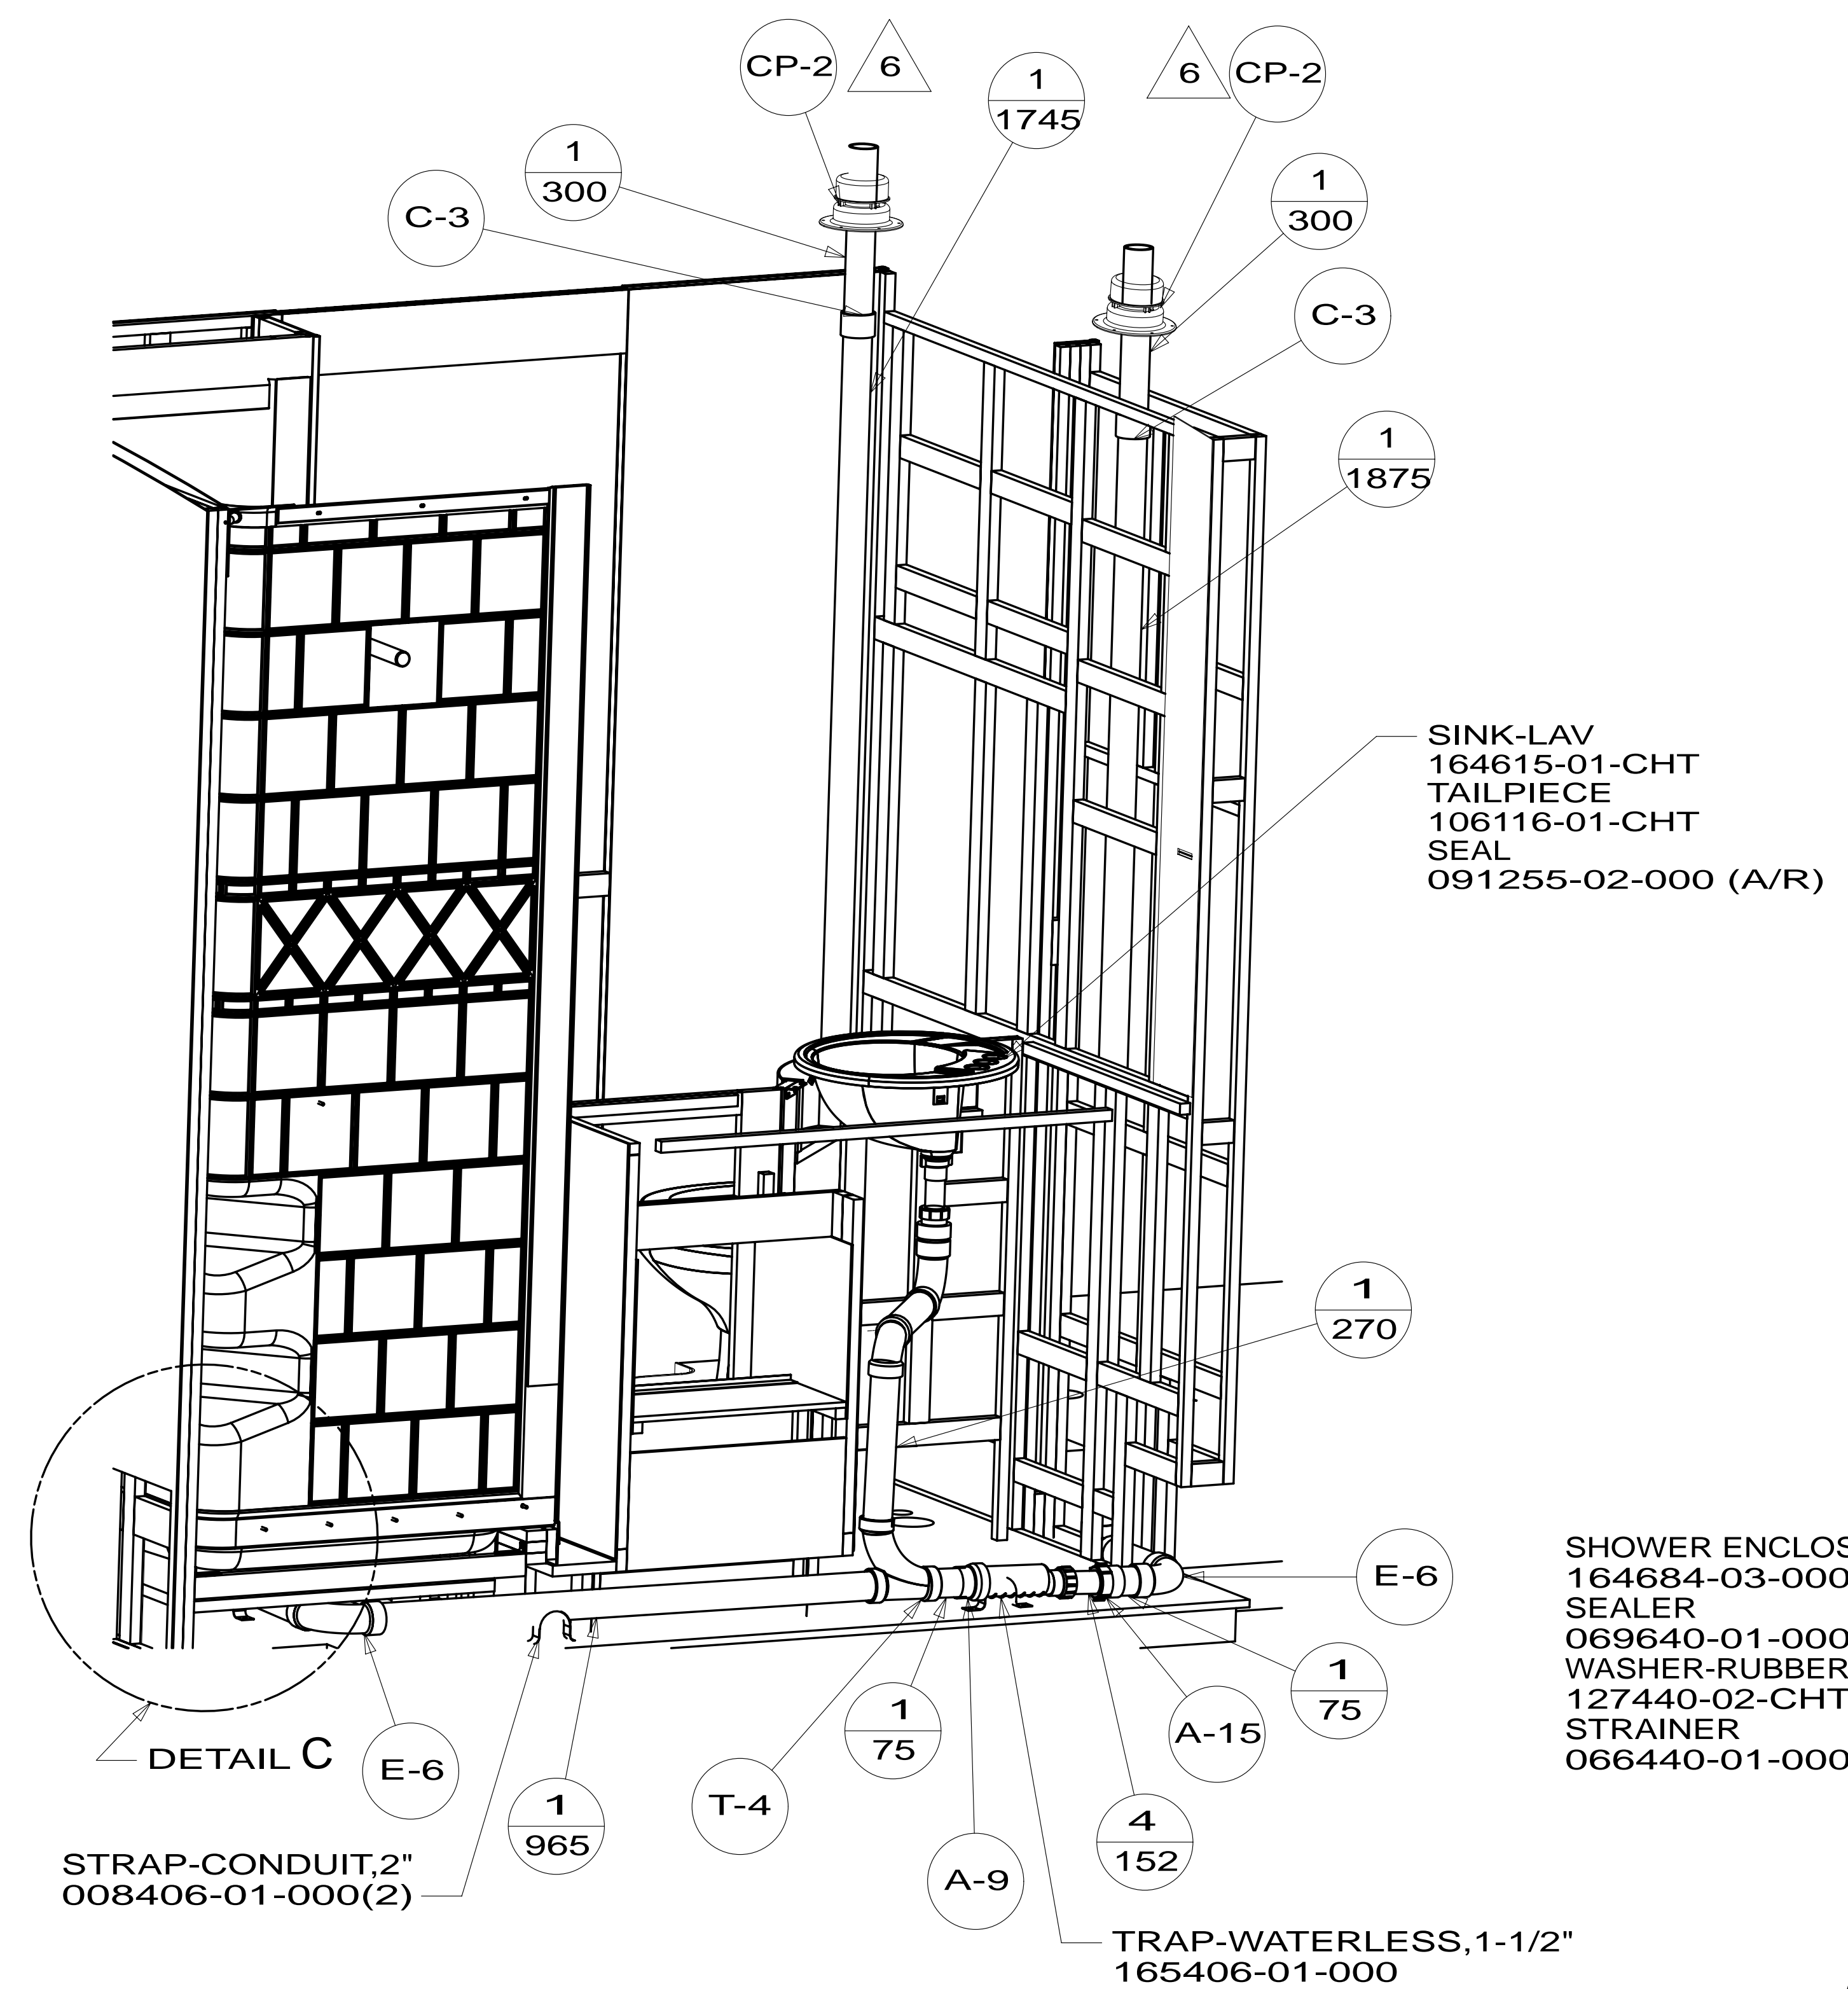 CP-2
6
1
1745
6
CP-2
1
300
C-3
1
300
C-3
1
1875
SINK-LAV
164615-01-CHT
TAILPIECE
106116-01-CHT
SEAL
091255-02-000 (A/R)
1
270
E-6
SHOWER
164684-03-000
SEALER
069640-01-000
WASHER-RUBBER
127440-02-CHT
STRAINER
066440-01-000
1
75
A-15
1
75
DETAIL C
E-6
T-4
4
152
1
965
A-9
STRAP-CONDUIT,2"
008406-01-000(2)
TRAP-WATERLESS,1-1/2"
165406-01-000